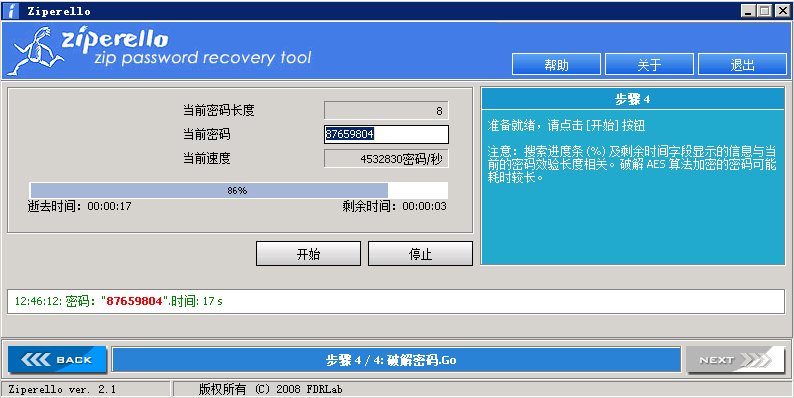 Ziperello
ziperello
zip password recovery tool
帮助
关于
退出
当前密码长度
8
当前密码
87659804
当前速度
4532830密码/秒
86%
逝去时间：00:00:17
剩余时间：00:00:03
开始
停止
步骤 4
准备就绪，请点击 [开始] 按钮
注意：搜索进度条 (%) 及剩余时间字段显示的信息与当
前的密码效验长度相关。破解 AES 算法加密的密码可能
耗时较长。
12:46:12: 密码："87659804".时间: 17 s
BACK
步骤 4 / 4: 破解密码.Go
NEXT
Ziperello ver. 2.1
版权所有 (C) 2008 FDRLab